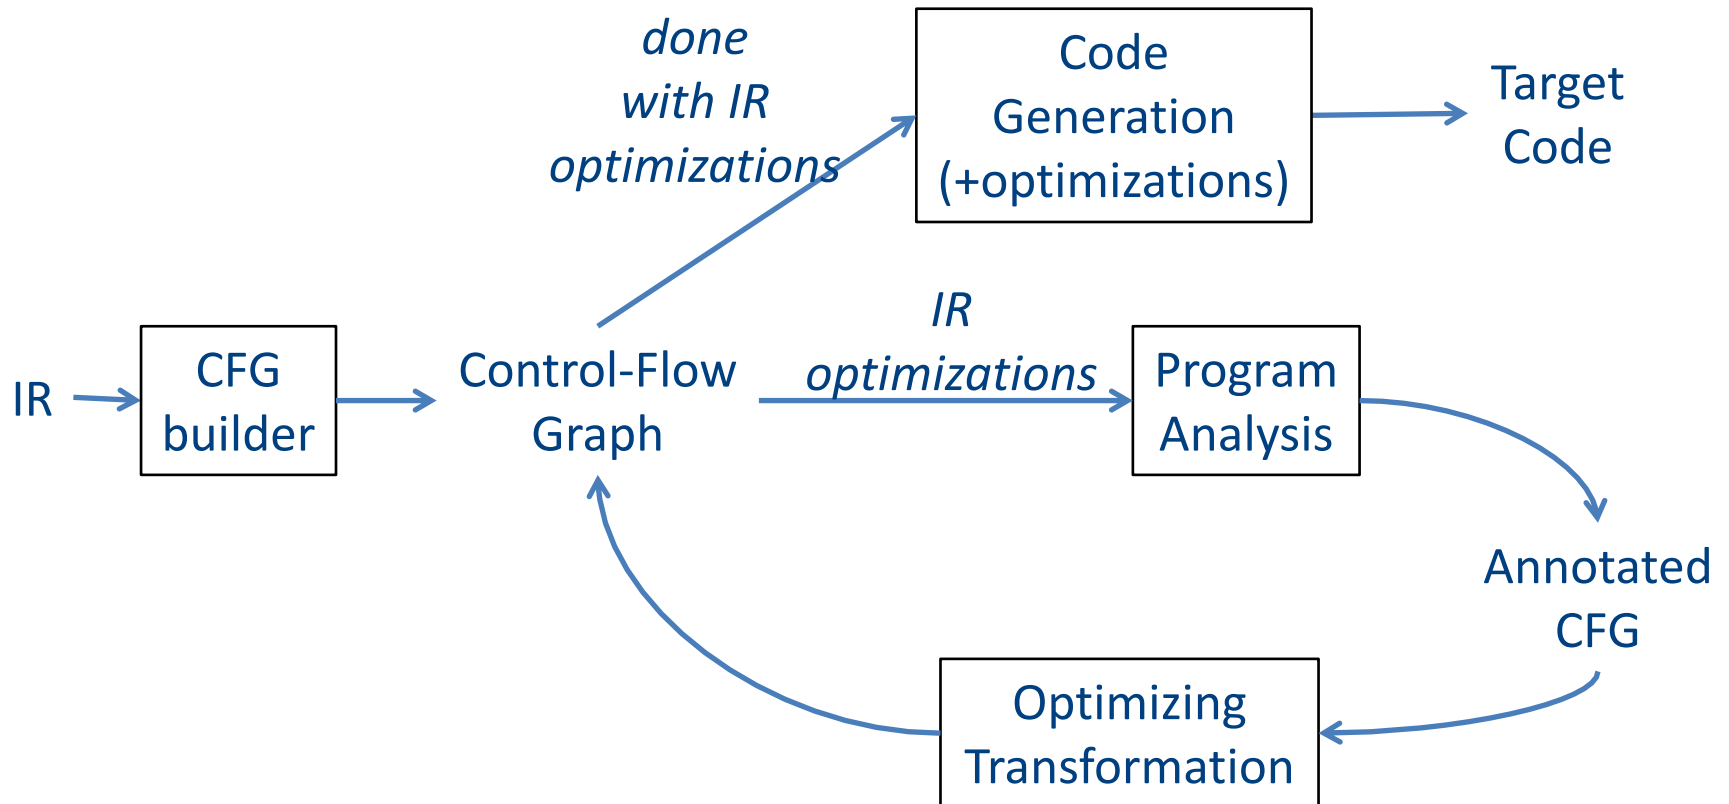 done
with IR
optimizations
Code
Generation
(+optimizations)
Target
Code
IR
CFG
builder
Control-Flow
Graph
IR
optimizations
Program
Analysis
Annotated
CFG
Optimizing
Transformation